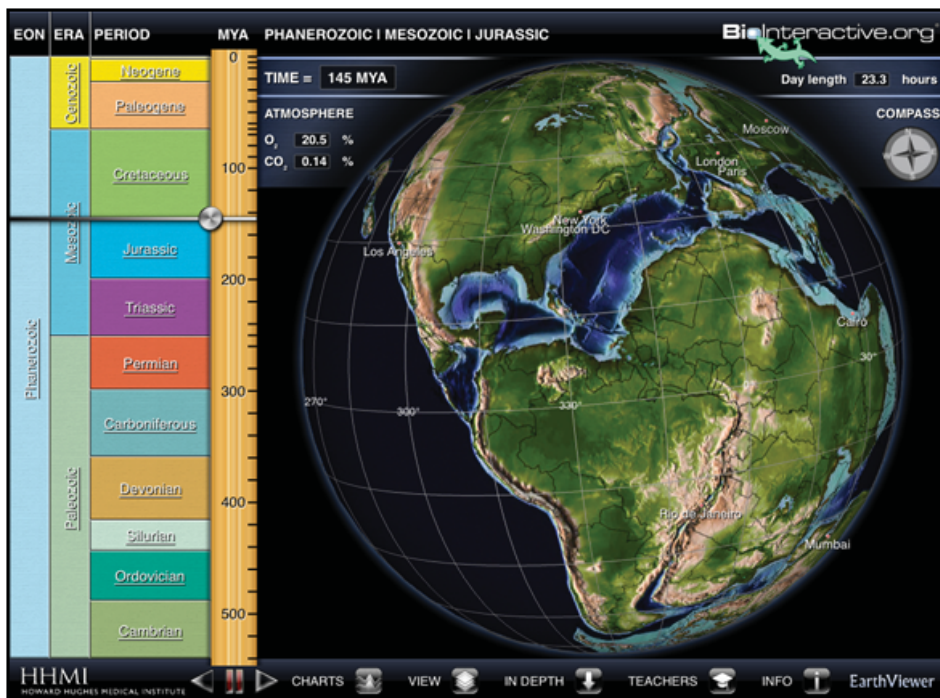 EON ERA PERIOD MYA PHANEROZOIC | MESOZOIC | JURASSIC BioInteractive.org
TIME = 145 MYA Day length 23.3 hours
ATMOSPHERE COMPASS
O₂ 20.5 %
CO₂ 0.14 %
Phanerozoic
Cenozoic
Mesozoic
Paleozoic
Neogene
Paleogene
Cretaceous
Jurassic
Triassic
Permian
Carboniferous
Devonian
Silurian
Ordovician
Cambrian
0
100
200
300
400
500
Moscow
London
Paris
New York
Washington DC
Los Angeles
Cairo
30°
0°
270° 300° 330°
Rio de Janeiro
Mumbai
HHMI
HOWARD HUGHES MEDICAL INSTITUTE
CHARTS VIEW IN DEPTH TEACHERS INFO i EarthViewer